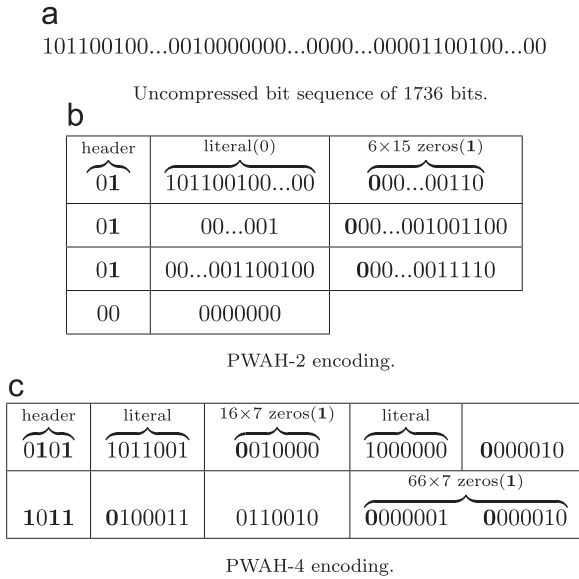 a
101100100...0010000000...0000...00001100100...00
Uncompressed bit sequence of 1736 bits.
b
header literal(0) 6×15 zeros(1)
01 101100100...00 000...00110
01 00...001 000...001001100
01 00...001100100 000...0011110
00 0000000
PWAH-2 encoding.
c
header literal 16×7 zeros(1) literal
0101 1011001 0010000 1000000 0000010
66×7 zeros(1)
1011 0100011 0110010 0000001 0000010
PWAH-4 encoding.